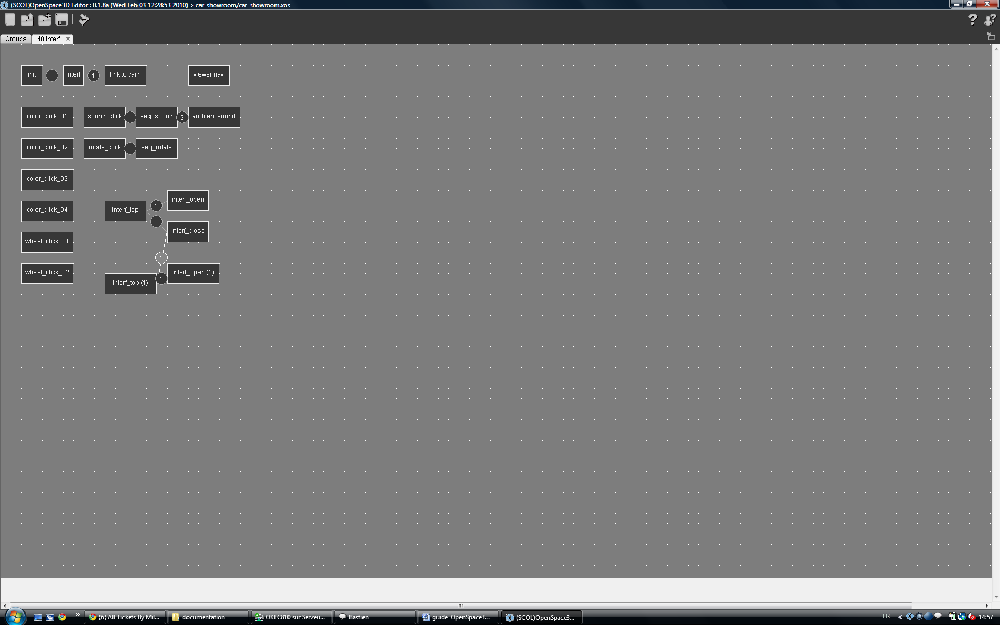 (SCOL)OpenSpace3D Editor : 0.1.8a (Wed Feb 03 12:28:53 2010) > car_showroom/car_showroom.xos
Groups 48.interf
init 1 interf 1 link to cam viewer nav
color_click_01 sound_click 1 seq_sound 2 ambient sound
color_click_02 rotate_click 1 seq_rotate
color_click_03
interf_open
1
color_click_04 interf_top
1
interf_close
wheel_click_01
1
wheel_click_02 interf_open (1)
1
interf_top (1)
{6} All Tickets By Mil... documentation OKI C810 sur Serveu... Bastien guide_OpenSpace3... (SCOL)OpenSpace3... FR 14:57